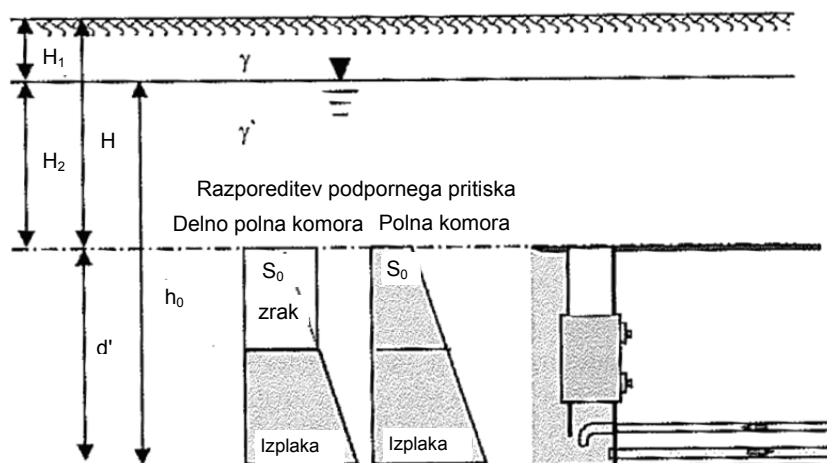 H₁
γ
H
H₂
γ`
Razporeditev podpornega pritiska
Delno polna komora
Polna komora
S₀
S₀
zrak
h₀
d'
Izplaka
Izplaka